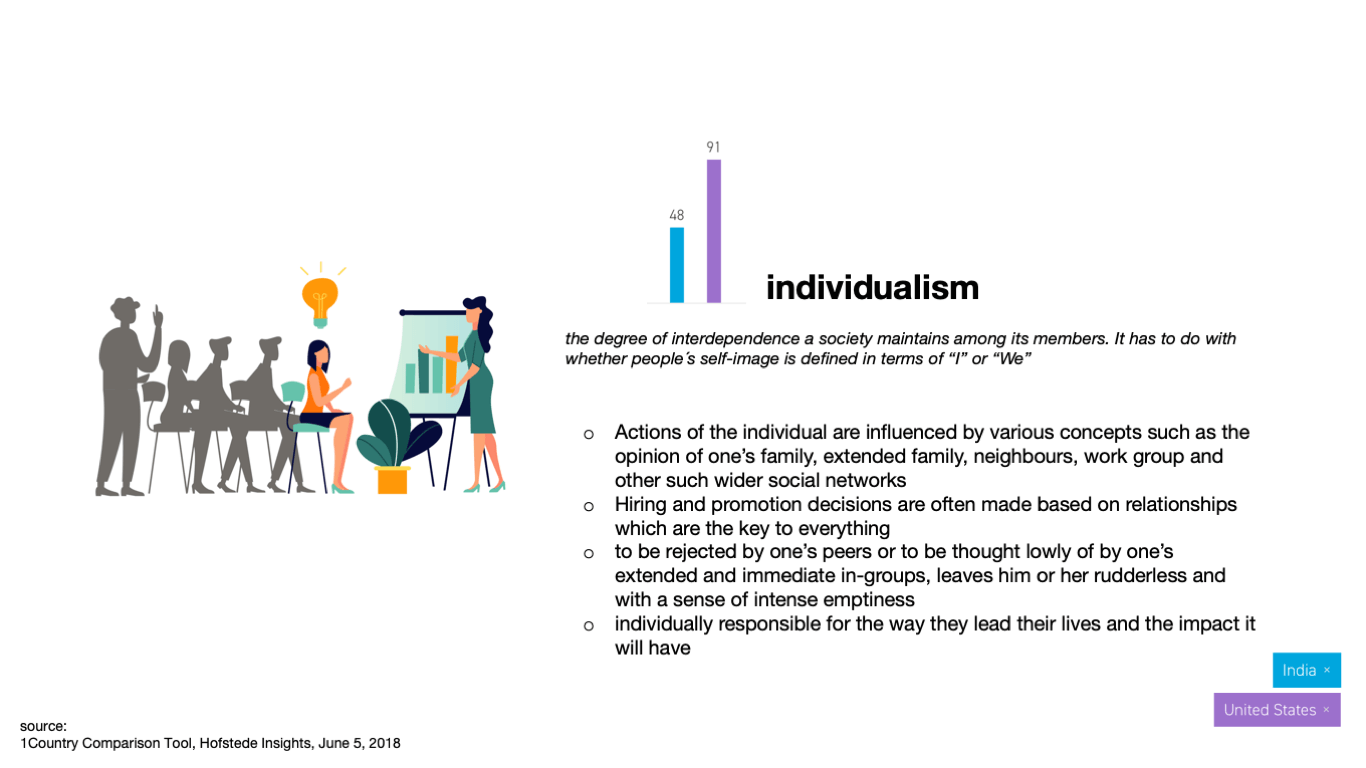 91
48
individualism
the degree of interdependence a society maintains among its members. It has to do with
whether people´s self-image is defined in terms of “I” or “We”
o Actions of the individual are influenced by various concepts such as the
opinion of one’s family, extended family, neighbours, work group and
other such wider social networks
o Hiring and promotion decisions are often made based on relationships
which are the key to everything
o to be rejected by one’s peers or to be thought lowly of by one’s
extended and immediate in-groups, leaves him or her rudderless and
with a sense of intense emptiness
o individually responsible for the way they lead their lives and the impact it
will have
India ×
United States ×
source:
1Country Comparison Tool, Hofstede Insights, June 5, 2018